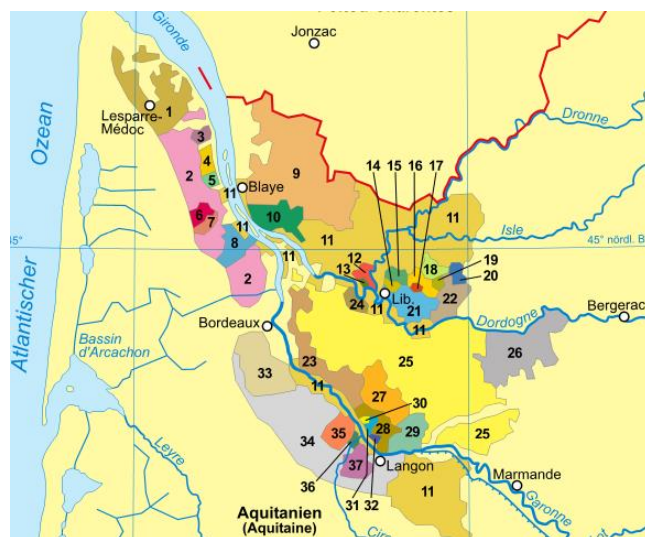 Gironde
Jonzac
Ozean
1
Lesparre-
Médoc
3
Dronne
4
2
5
9
14
15
16
17
11
Blaye
6
7
10
11
Isle
8
11
11
11
12
13
18
19
20
45° nördl. B
2
Lib.
22
24
11
21
11
Bergerac
Atlantischer
Bassin
d'Arcachon
Bordeaux
Dordogne
23
25
26
33
11
27
30
34
35
28
29
25
Leyre
Langon
37
36
31
32
11
Marmande
Garonne
Aquitanien
(Aquitaine)